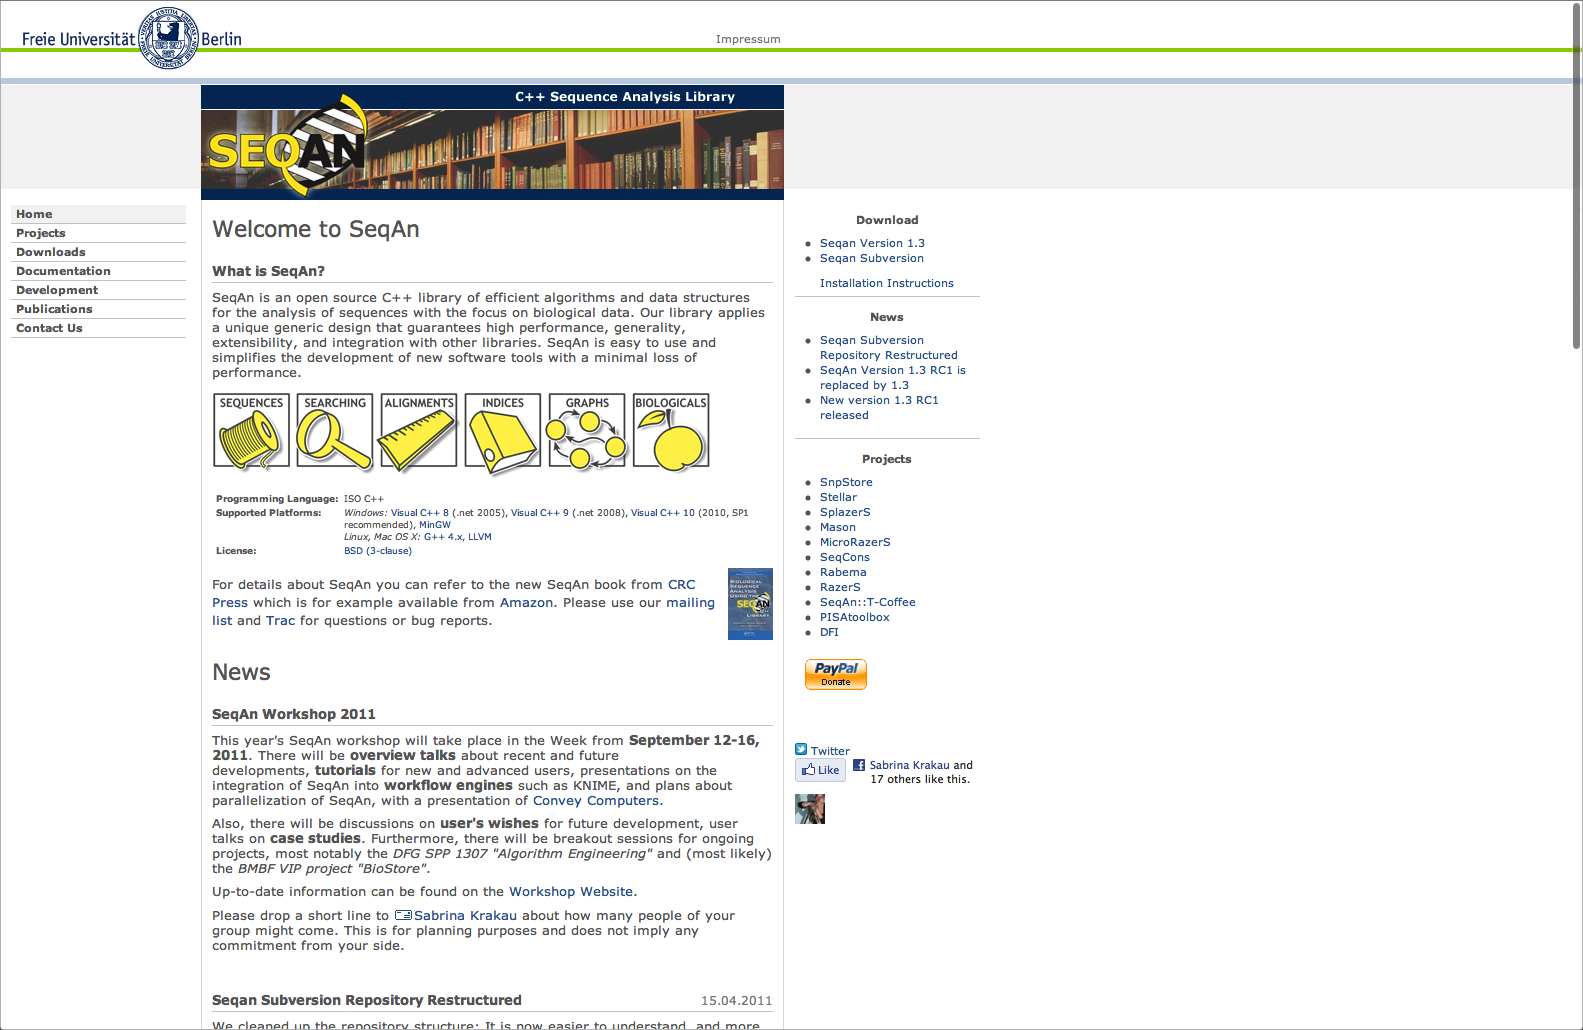 Freie Universität Berlin
Impressum
C++ Sequence Analysis Library
SEQAN
Home
Projects
Downloads
Documentation
Development
Publications
Contact Us
Welcome to SeqAn
What is SeqAn?
SeqAn is an open source C++ library of efficient algorithms and data structures
for the analysis of sequences with the focus on biological data. Our library applies
a unique generic design that guarantees high performance, generality,
extensibility, and integration with other libraries. SeqAn is easy to use and
simplifies the development of new software tools with a minimal loss of
performance.
SEQUENCES SEARCHING ALIGNMENTS INDICES GRAPHS BIOLOGICALS
Programming Language: ISO C++
Supported Platforms: Windows: Visual C++ 8 (.net 2005), Visual C++ 9 (.net 2008), Visual C++ 10 (2010, SP1
recommended), MinGW
Linux, Mac OS X: G++ 4.x, LLVM
License: BSD (3-clause)
For details about SeqAn you can refer to the new SeqAn book from CRC
Press which is for example available from Amazon. Please use our mailing
list and Trac for questions or bug reports.
BIOLOGICAL
SEQUENCE
ANALYSIS
USING THE
SEQAN
C++
LIBRARY
News
SeqAn Workshop 2011
This year's SeqAn workshop will take place in the Week from September 12-16,
2011. There will be overview talks about recent and future
developments, tutorials for new and advanced users, presentations on the
integration of SeqAn into workflow engines such as KNIME, and plans about
parallelization of SeqAn, with a presentation of Convey Computers.
Also, there will be discussions on user's wishes for future development, user
talks on case studies. Furthermore, there will be breakout sessions for ongoing
projects, most notably the DFG SPP 1307 "Algorithm Engineering" and (most likely)
the BMBF VIP project "BioStore".
Up-to-date information can be found on the Workshop Website.
Please drop a short line to Sabrina Krakau about how many people of your
group might come. This is for planning purposes and does not imply any
commitment from your side.
Seqan Subversion Repository Restructured 15.04.2011
We cleaned up the repository structure: It is now easier to understand, and more
Download
Seqan Version 1.3
Seqan Subversion
Installation Instructions
News
Seqan Subversion
Repository Restructured
SeqAn Version 1.3 RC1 is
replaced by 1.3
New version 1.3 RC1
released
Projects
SnpStore
Stellar
SplazerS
Mason
MicroRazerS
SeqCons
Rabema
RazerS
SeqAn::T-Coffee
PISAtoolbox
DFI
PayPal
Donate
Twitter
Like
Sabrina Krakau and
17 others like this.